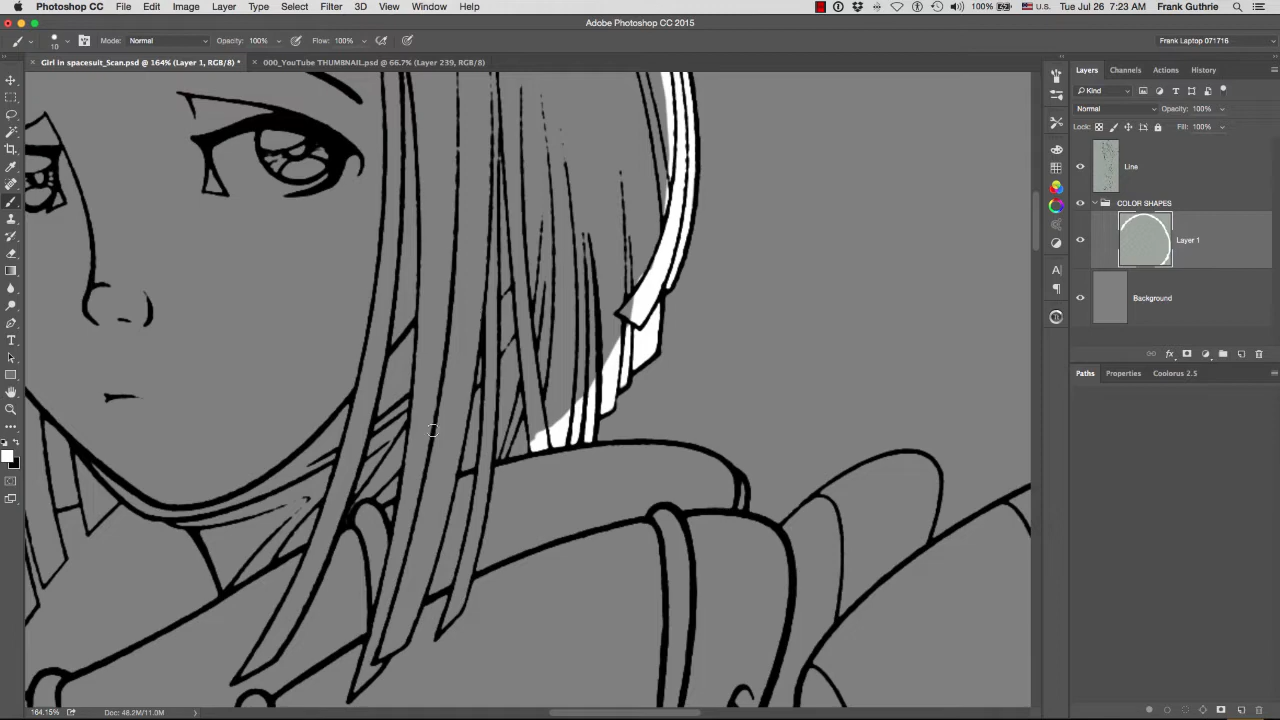 Photoshop CC File Edit Image Layer Type Select Filter 3D View Window Help 100% U.S. Tue Jul 26 7:23 AM Frank Guthrie
Adobe Photoshop CC 2015
10 Mode: Normal Opacity: 100% Flow: 100% Frank Laptop 071716
Girl in spacesuit_Scan.psd @ 164% (Layer 1, RGB/8) * 000_YouTube THUMBNAIL.psd @ 66.7% (Layer 239, RGB/8)
Layers Channels Actions History
Kind
Normal Opacity: 100%
Lock: Fill: 100%
Line
COLOR SHAPES
Layer 1
Background
fx
Paths Properties Coolorus 2.5
164.15% Doc: 48.2M/11.0M